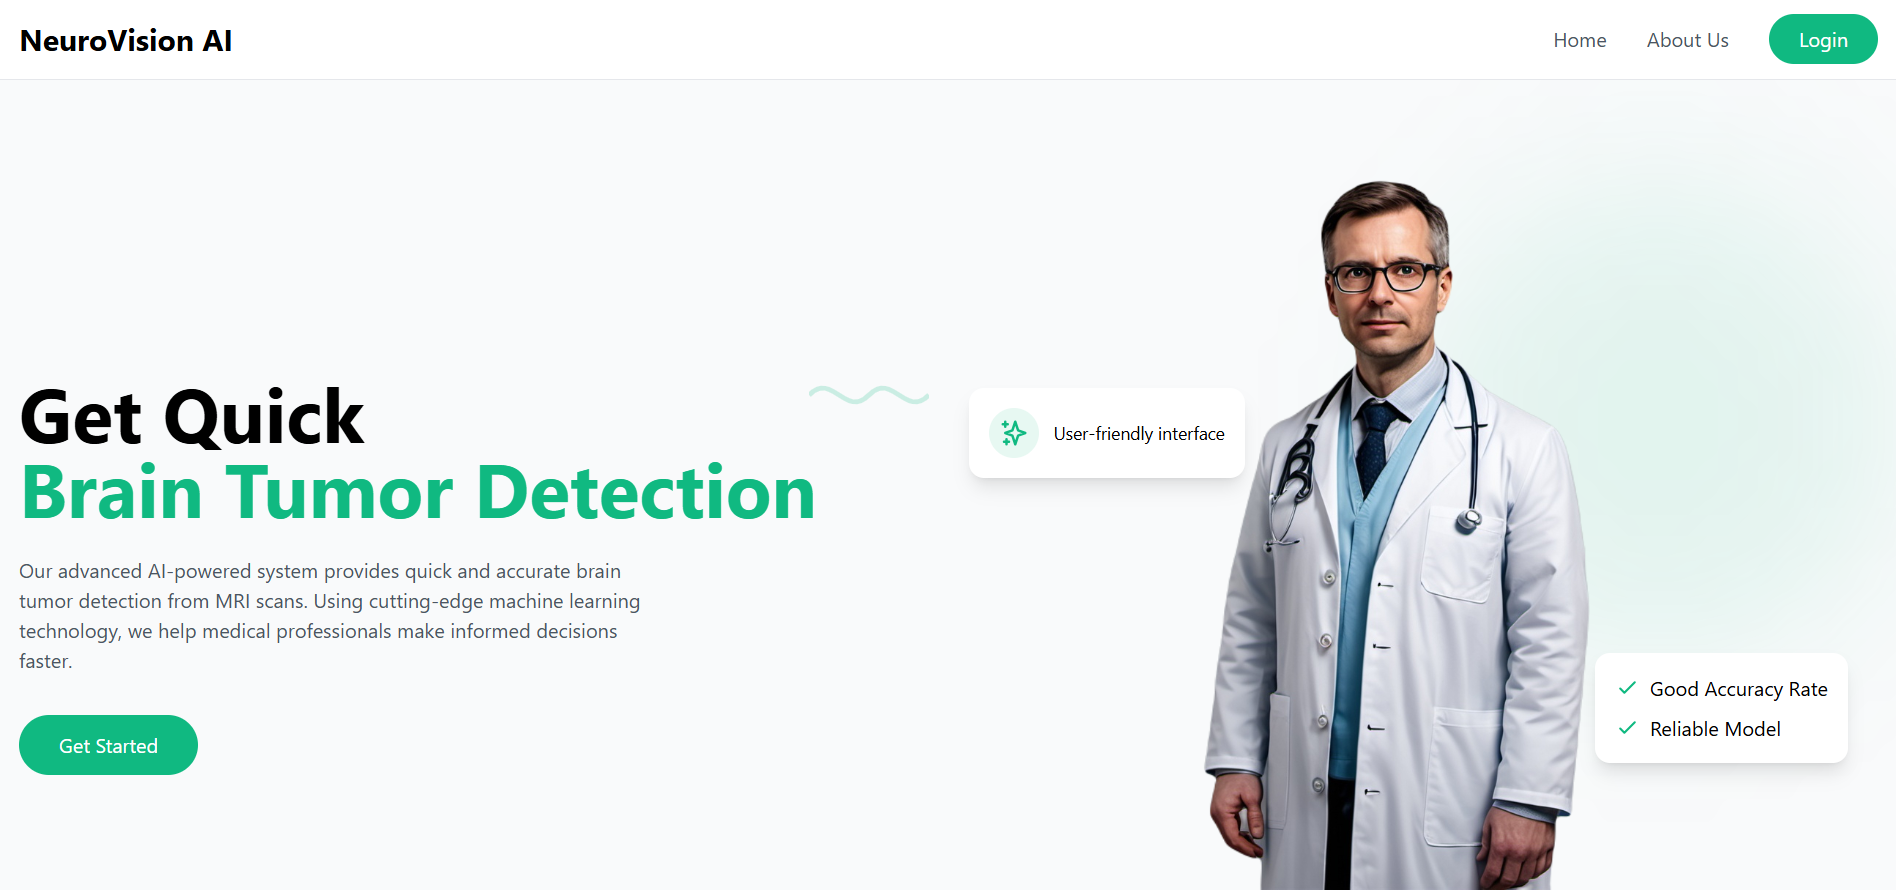 NeuroVision AI
Home
About Us
Login
Get Quick
Brain Tumor Detection
Our advanced AI-powered system provides quick and accurate brain
tumor detection from MRI scans. Using cutting-edge machine learning
technology, we help medical professionals make informed decisions
faster.
Get Started
User-friendly interface
Good Accuracy Rate
Reliable Model